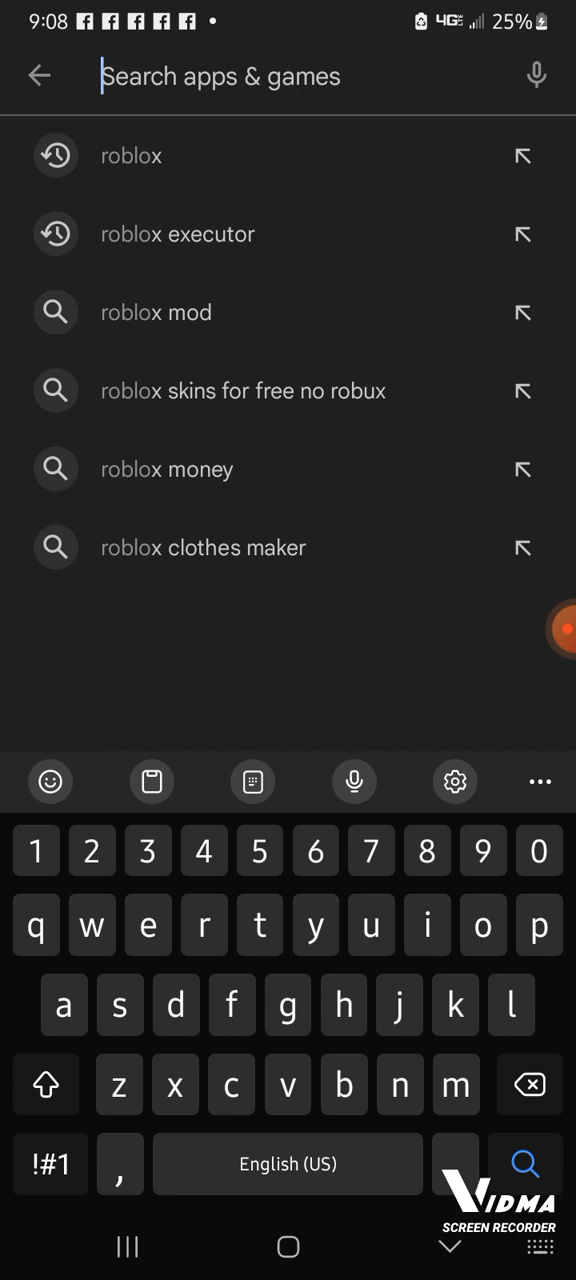 9:08 4G 25%
Search apps & games
roblox
roblox executor
roblox mod
roblox skins for free no robux
roblox money
roblox clothes maker
1 2 3 4 5 6 7 8 9 0
q w e r t y u i o p
a s d f g h j k l
z x c v b n m
!#1 , English (US)
VIDMA
SCREEN RECORDER